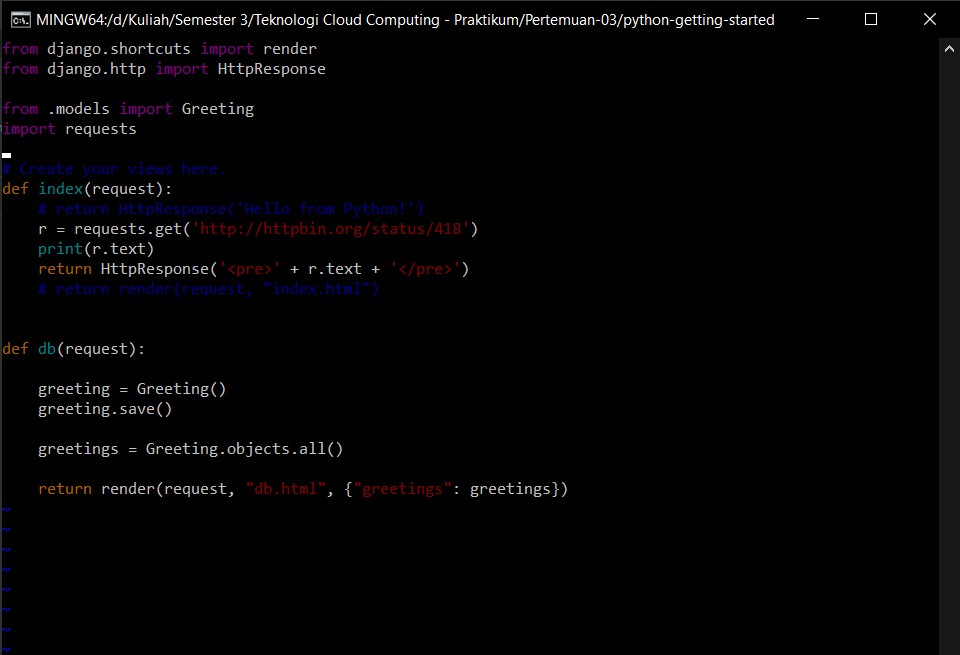 MINGW64:/d/Kuliah/Semester 3/Teknologi Cloud Computing - Praktikum/Pertemuan-03/python-getting-started
from django.shortcuts import render
from django.http import HttpResponse

from .models import Greeting
import requests

# Create your views here.
def index(request):
    # return HttpResponse('Hello from Python!')
    r = requests.get('http://httpbin.org/status/418')
    print(r.text)
    return HttpResponse('<pre>' + r.text + '</pre>')
    # return render(request, "index.html")


def db(request):

    greeting = Greeting()
    greeting.save()

    greetings = Greeting.objects.all()

    return render(request, "db.html", {"greetings": greetings})
~
~
~
~
~
~
~
~